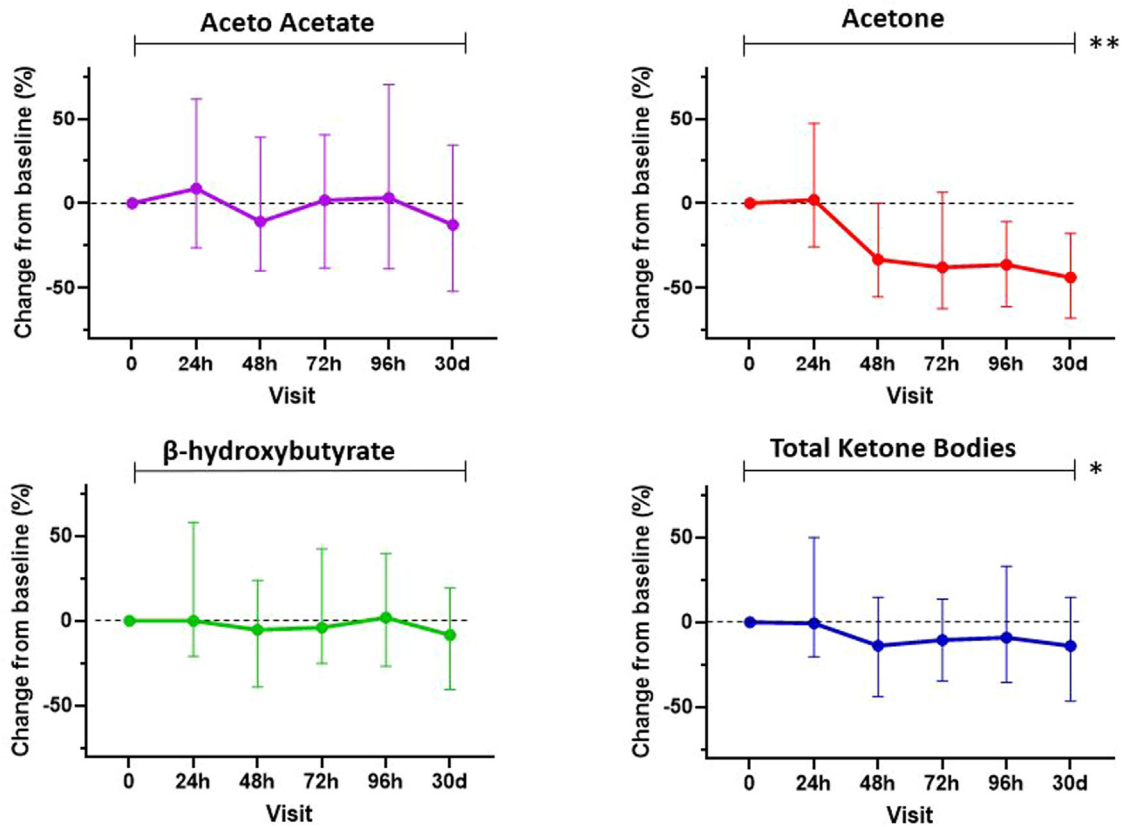 Aceto Acetate
Change from baseline (%)
50
0
-50
0 24h 48h 72h 96h 30d
Visit
Acetone
**
Change from baseline (%)
50
0
-50
0 24h 48h 72h 96h 30d
Visit
β-hydroxybutyrate
Change from baseline (%)
50
0
-50
0 24h 48h 72h 96h 30d
Visit
Total Ketone Bodies
*
Change from baseline (%)
50
0
-50
0 24h 48h 72h 96h 30d
Visit